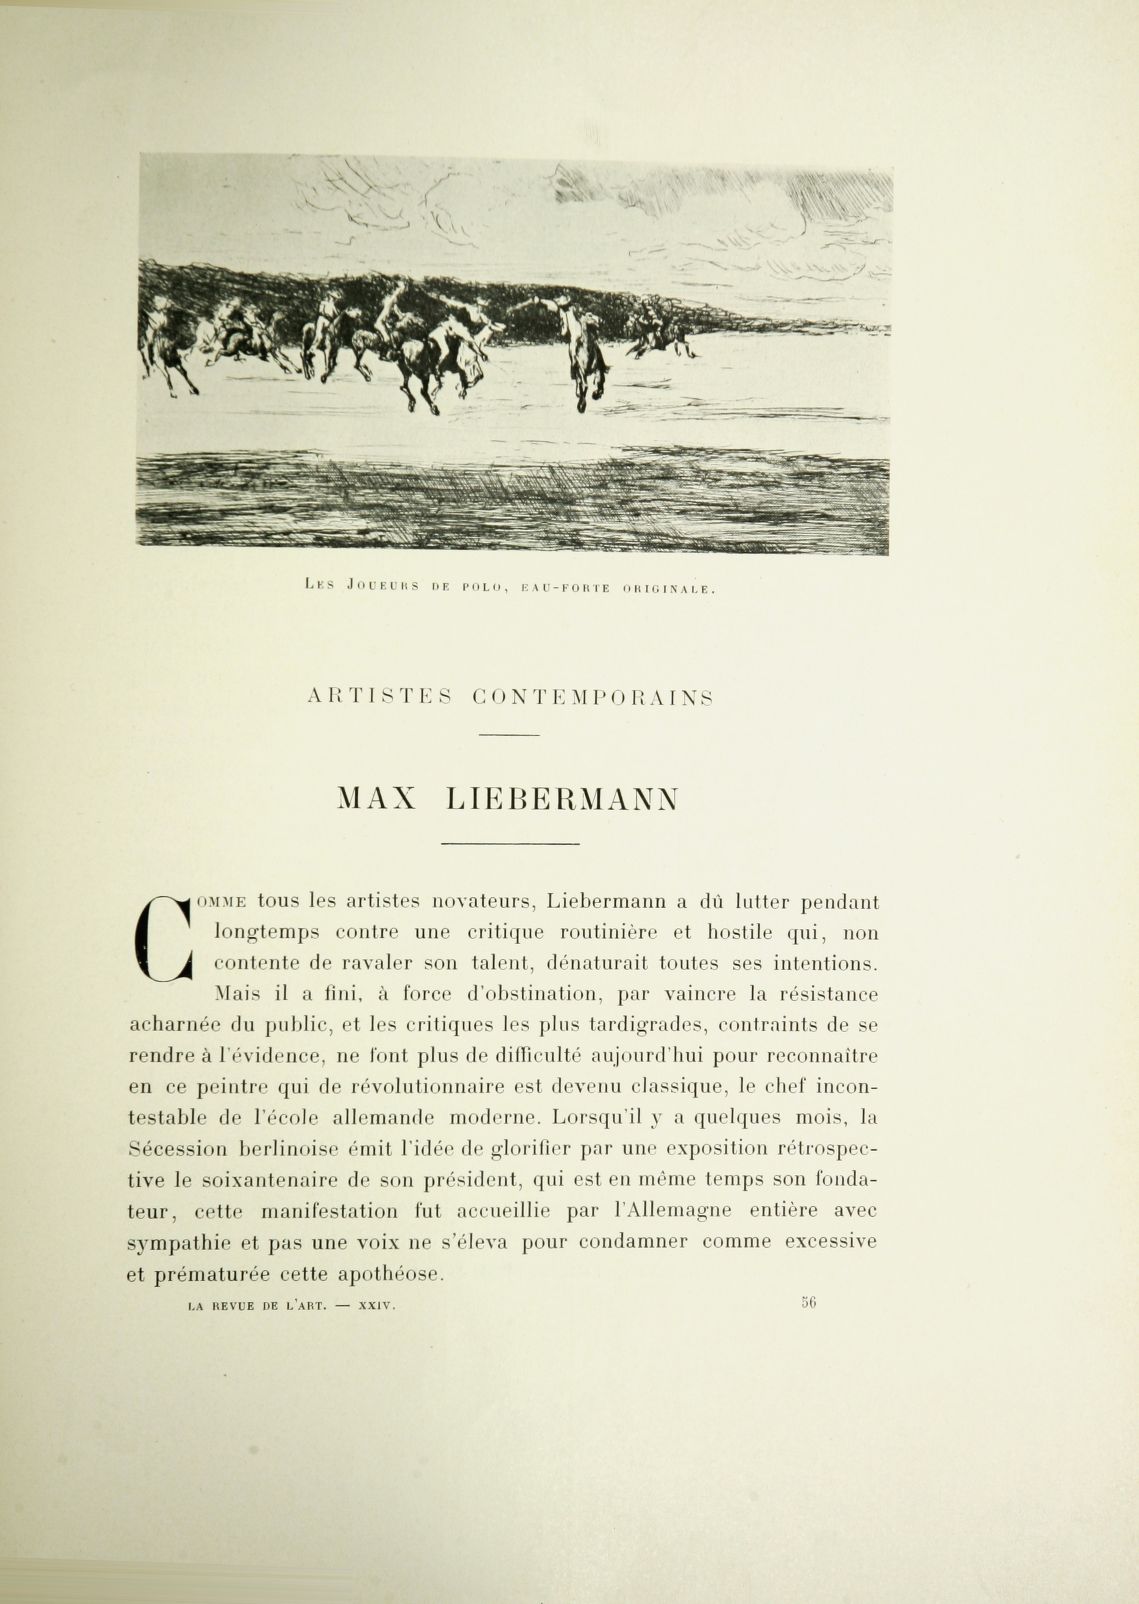 Les Joueurs de polo, eau-forte originale.
ARTISTES CONTEMPORAINS
MAX LIEBERMANN
Comme tous les artistes novateurs, Liebermann a dû lutter pendant
longtemps contre une critique routinière et hostile qui, non
contente de ravaler son talent, dénaturait toutes ses intentions.
Mais il a fini, à force d'obstination, par vaincre la résistance
acharnée du public, et les critiques les plus tardigrades, contraints de se
rendre à l'évidence, ne font plus de difficulté aujourd'hui pour reconnaître
en ce peintre qui de révolutionnaire est devenu classique, le chef incon-
testable de l'école allemande moderne. Lorsqu'il y a quelques mois, la
Sécession berlinoise émit l'idée de glorifier par une exposition rétrospec-
tive le soixantenaire de son président, qui est en même temps son fonda-
teur, cette manifestation fut accueillie par l'Allemagne entière avec
sympathie et pas une voix ne s'éleva pour condamner comme excessive
et prématurée cette apothéose.
LA REVUE DE L'ART. — XXIV. 56